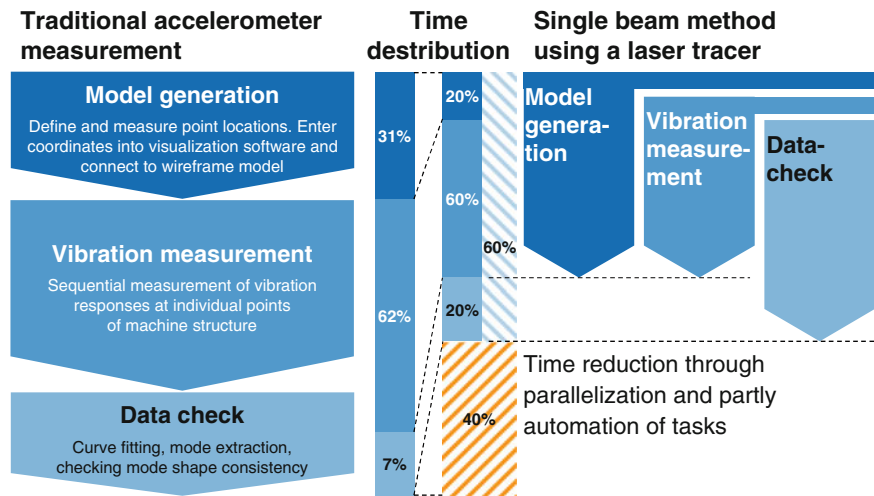 Traditional accelerometer
measurement
Time
destribution
Single beam method
using a laser tracer
Model generation
Define and measure point locations. Enter
coordinates into visualization software and
connect to wireframe model
Vibration measurement
Sequential measurement of vibration
responses at individual points
of machine structure
Data check
Curve fitting, mode extraction,
checking mode shape consistency
31%
62%
7%
20%
60%
20%
60%
40%
Model
genera-
tion
Vibration
measure-
ment
Data-
check
Time reduction through
parallelization and partly
automation of tasks